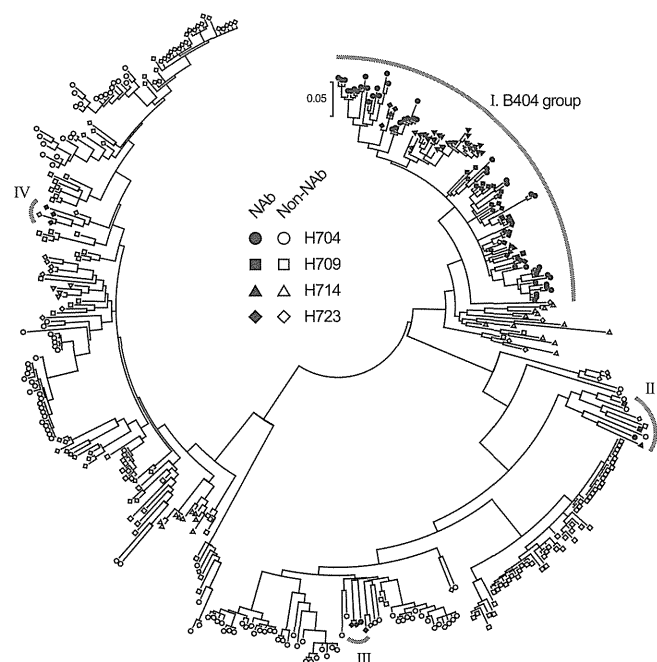 0.05
I. B404 group
IV
NAb
Non-NAb
H704
H709
H714
H723
II
III